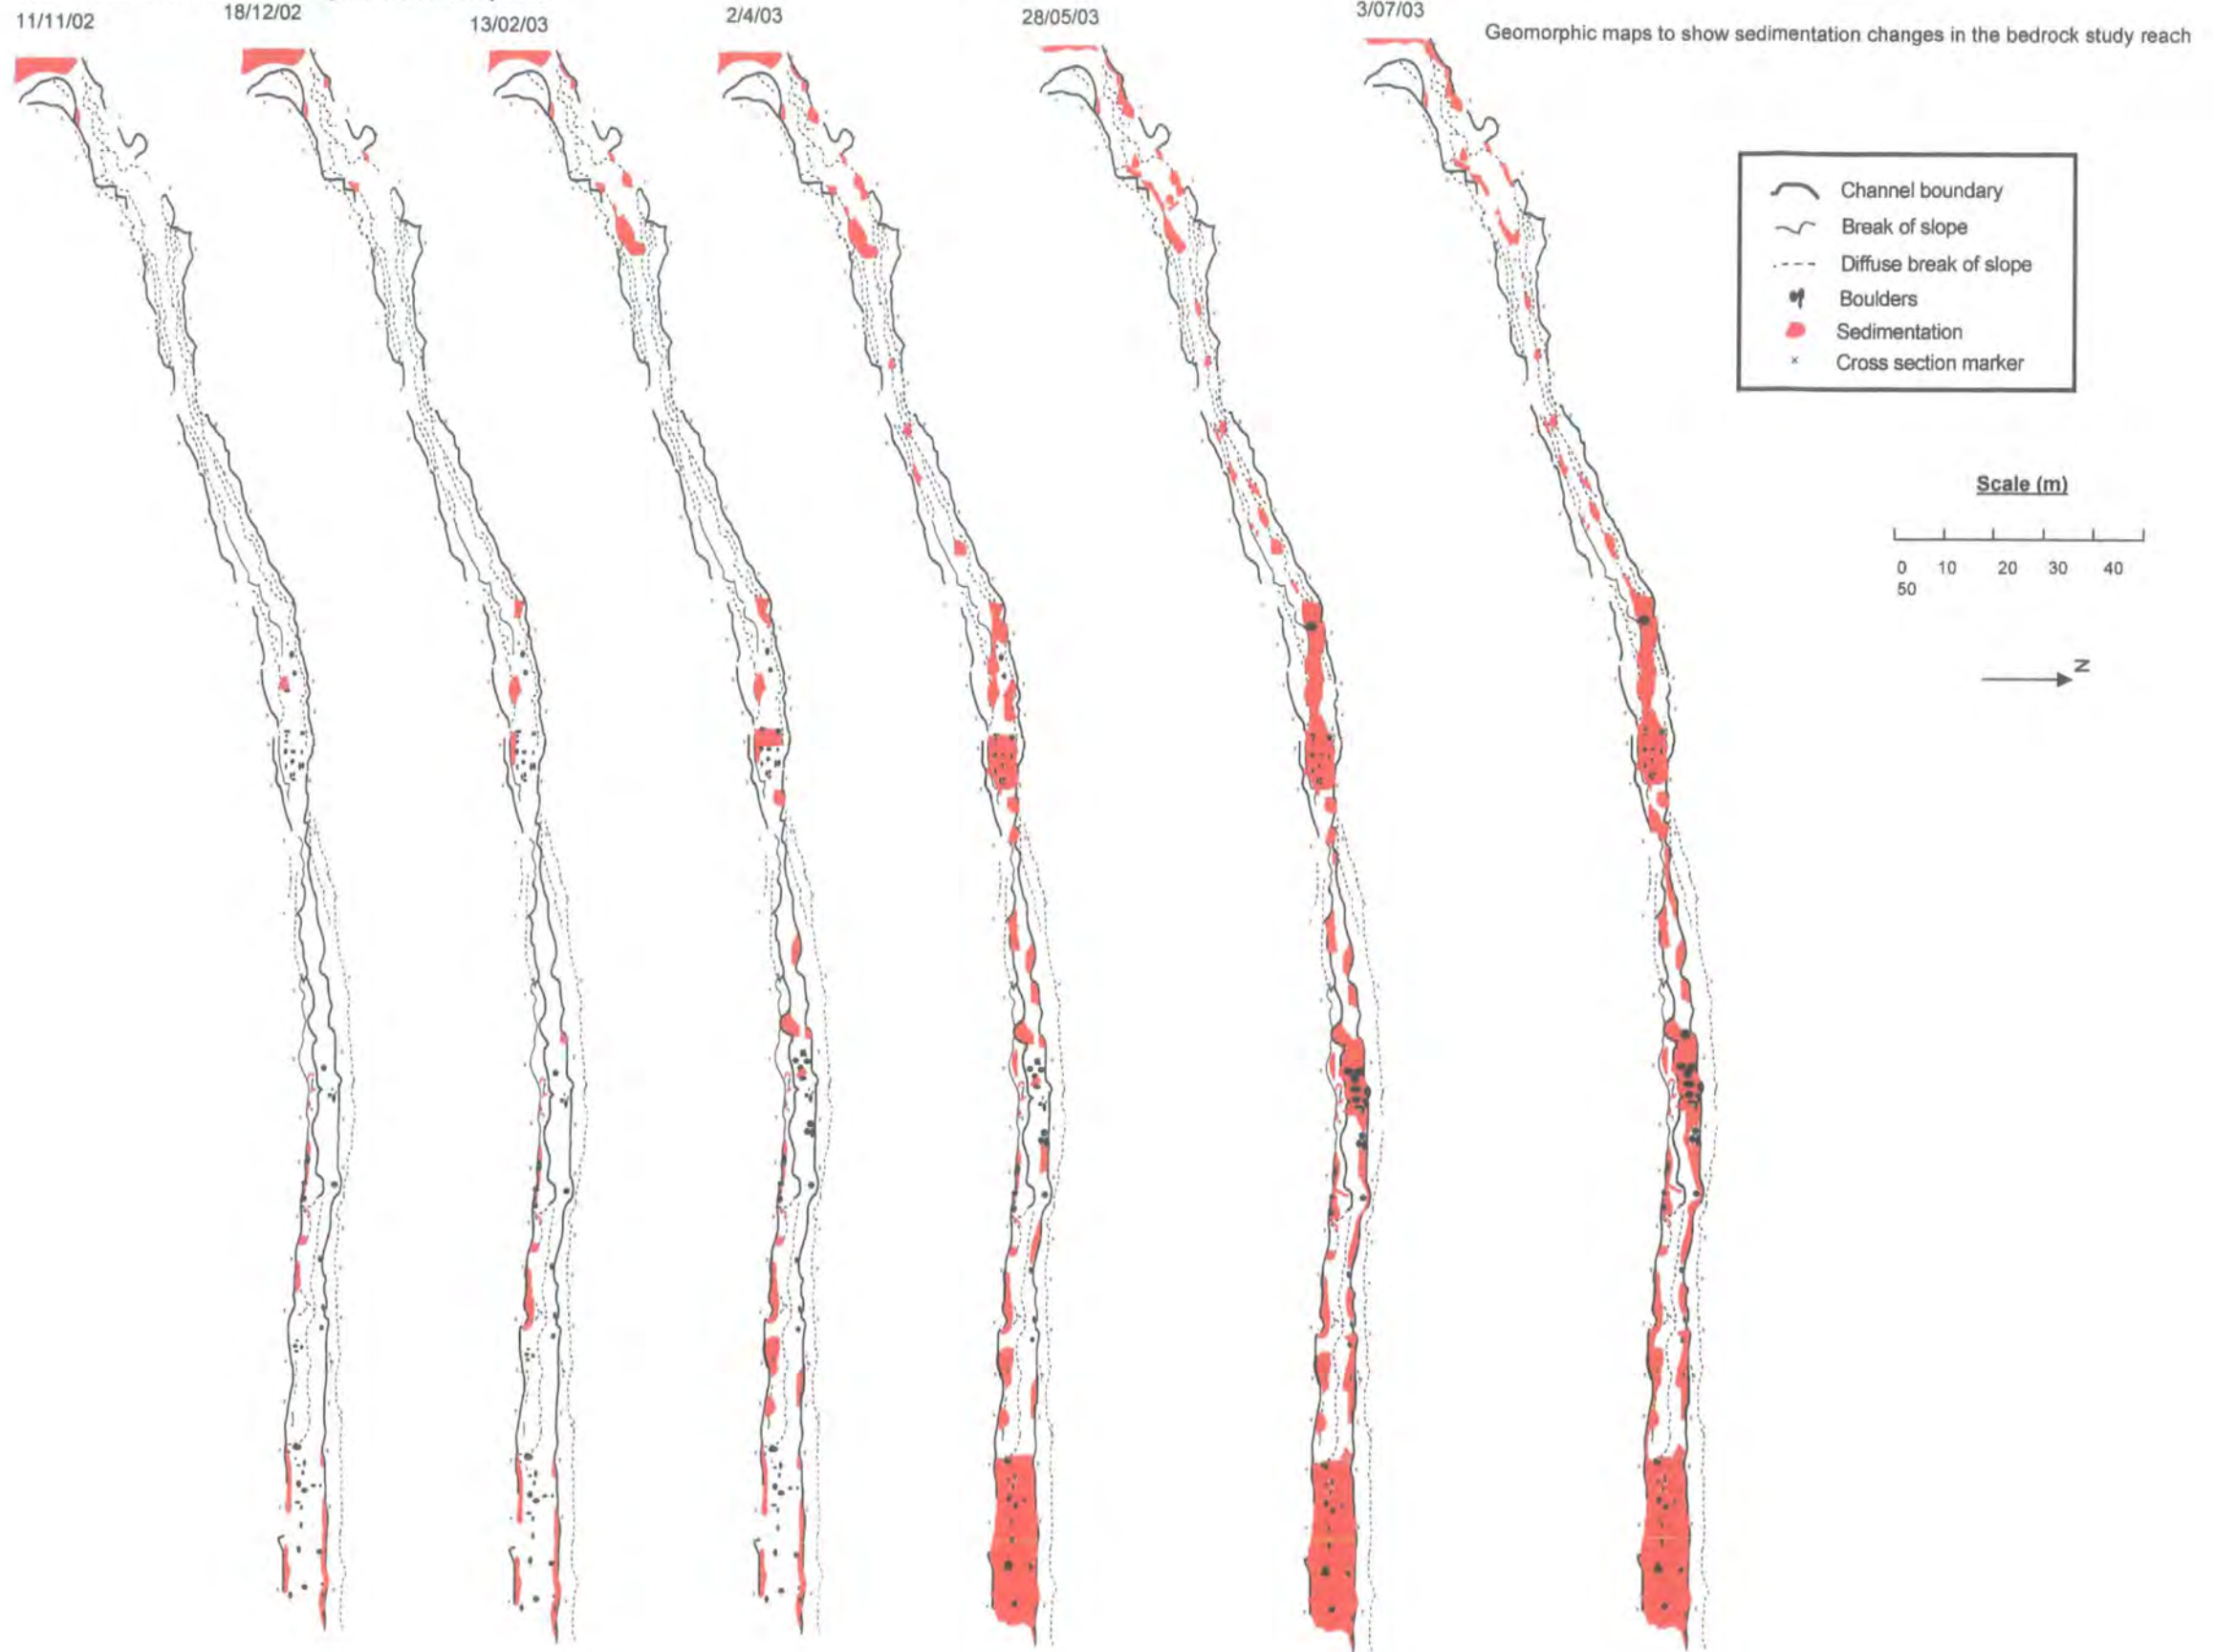 11/11/02
18/12/02
13/02/03
2/4/03
28/05/03
3/07/03
Geomorphic maps to show sedimentation changes in the bedrock study reach
Channel boundary
Break of slope
Diffuse break of slope
Boulders
Sedimentation
Cross section marker
Scale (m)
0 10 20 30 40
50
N